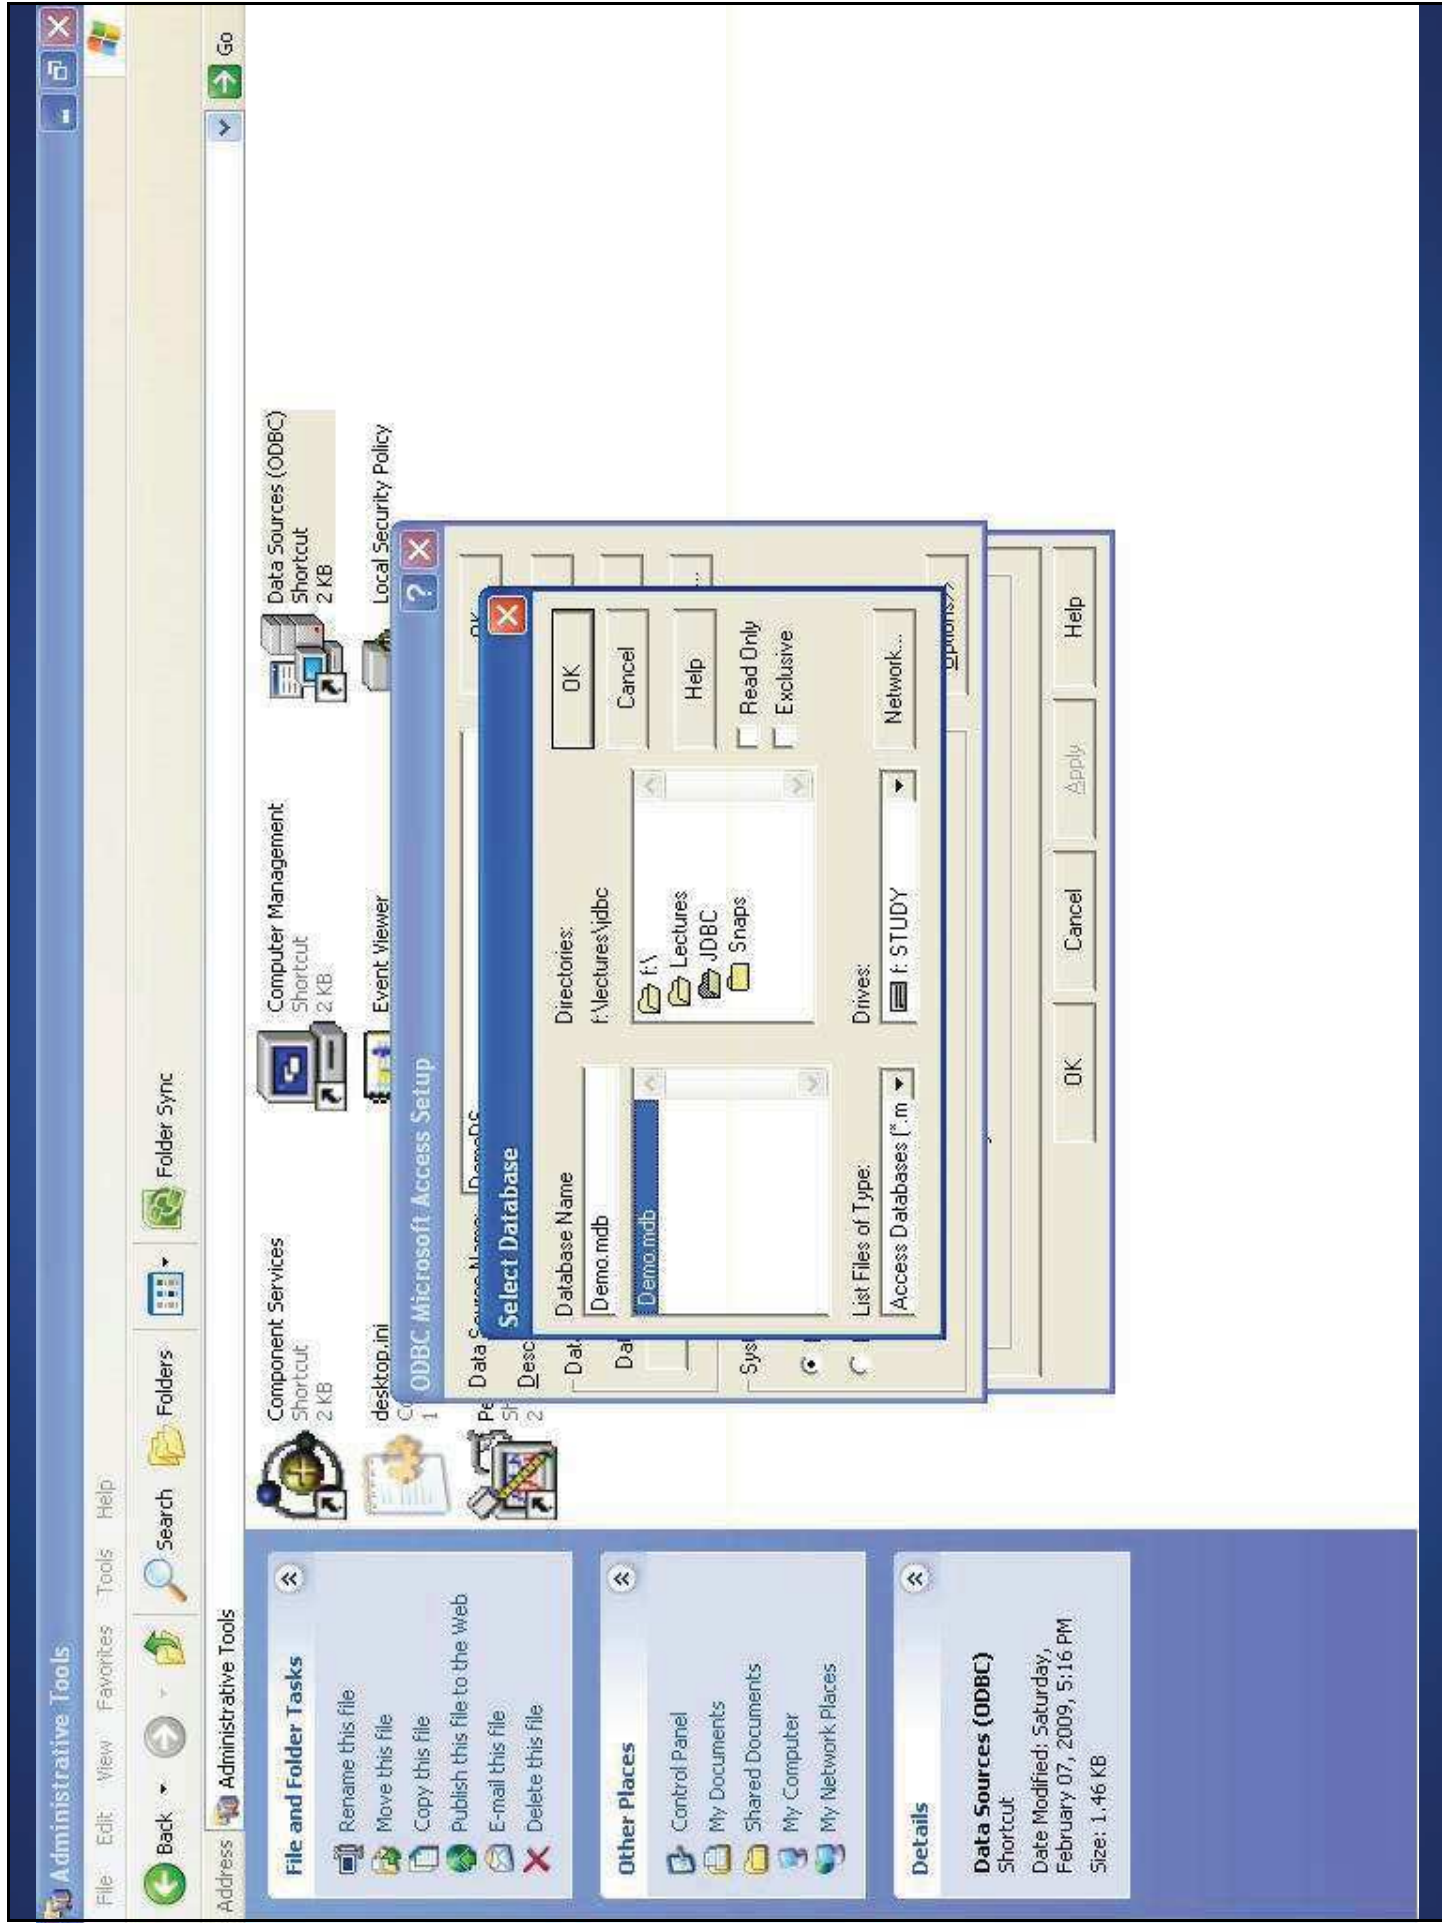 Administrative Tools
File Edit View Favorites Tools Help
Back Search Folders Folder Sync
Address Administrative Tools Go
File and Folder Tasks
Rename this file
Move this file
Copy this file
Publish this file to the Web
E-mail this file
Delete this file
Other Places
Control Panel
My Documents
Shared Documents
My Computer
My Network Places
Details
Data Sources (ODBC)
Shortcut
Date Modified: Saturday,
February 07, 2009, 5:16 PM
Size: 1.46 KB
Component Services
Shortcut
2 KB
Computer Management
Shortcut
2 KB
Data Sources (ODBC)
Shortcut
2 KB
desktop.ini
Event Viewer
Local Security Policy
ODBC Microsoft Access Setup
Data Source Name: DemoDS
OK
Options>>
Select Database
Database Name
Demo.mdb
Demo.mdb
List Files of Type:
Access Databases (*.m
Directories:
f:\lectures\jdbc
f:\
Lectures
JDBC
Snaps
Drives:
f: STUDY
OK
Cancel
Help
Read Only
Exclusive
Network...
OK Cancel Apply Help